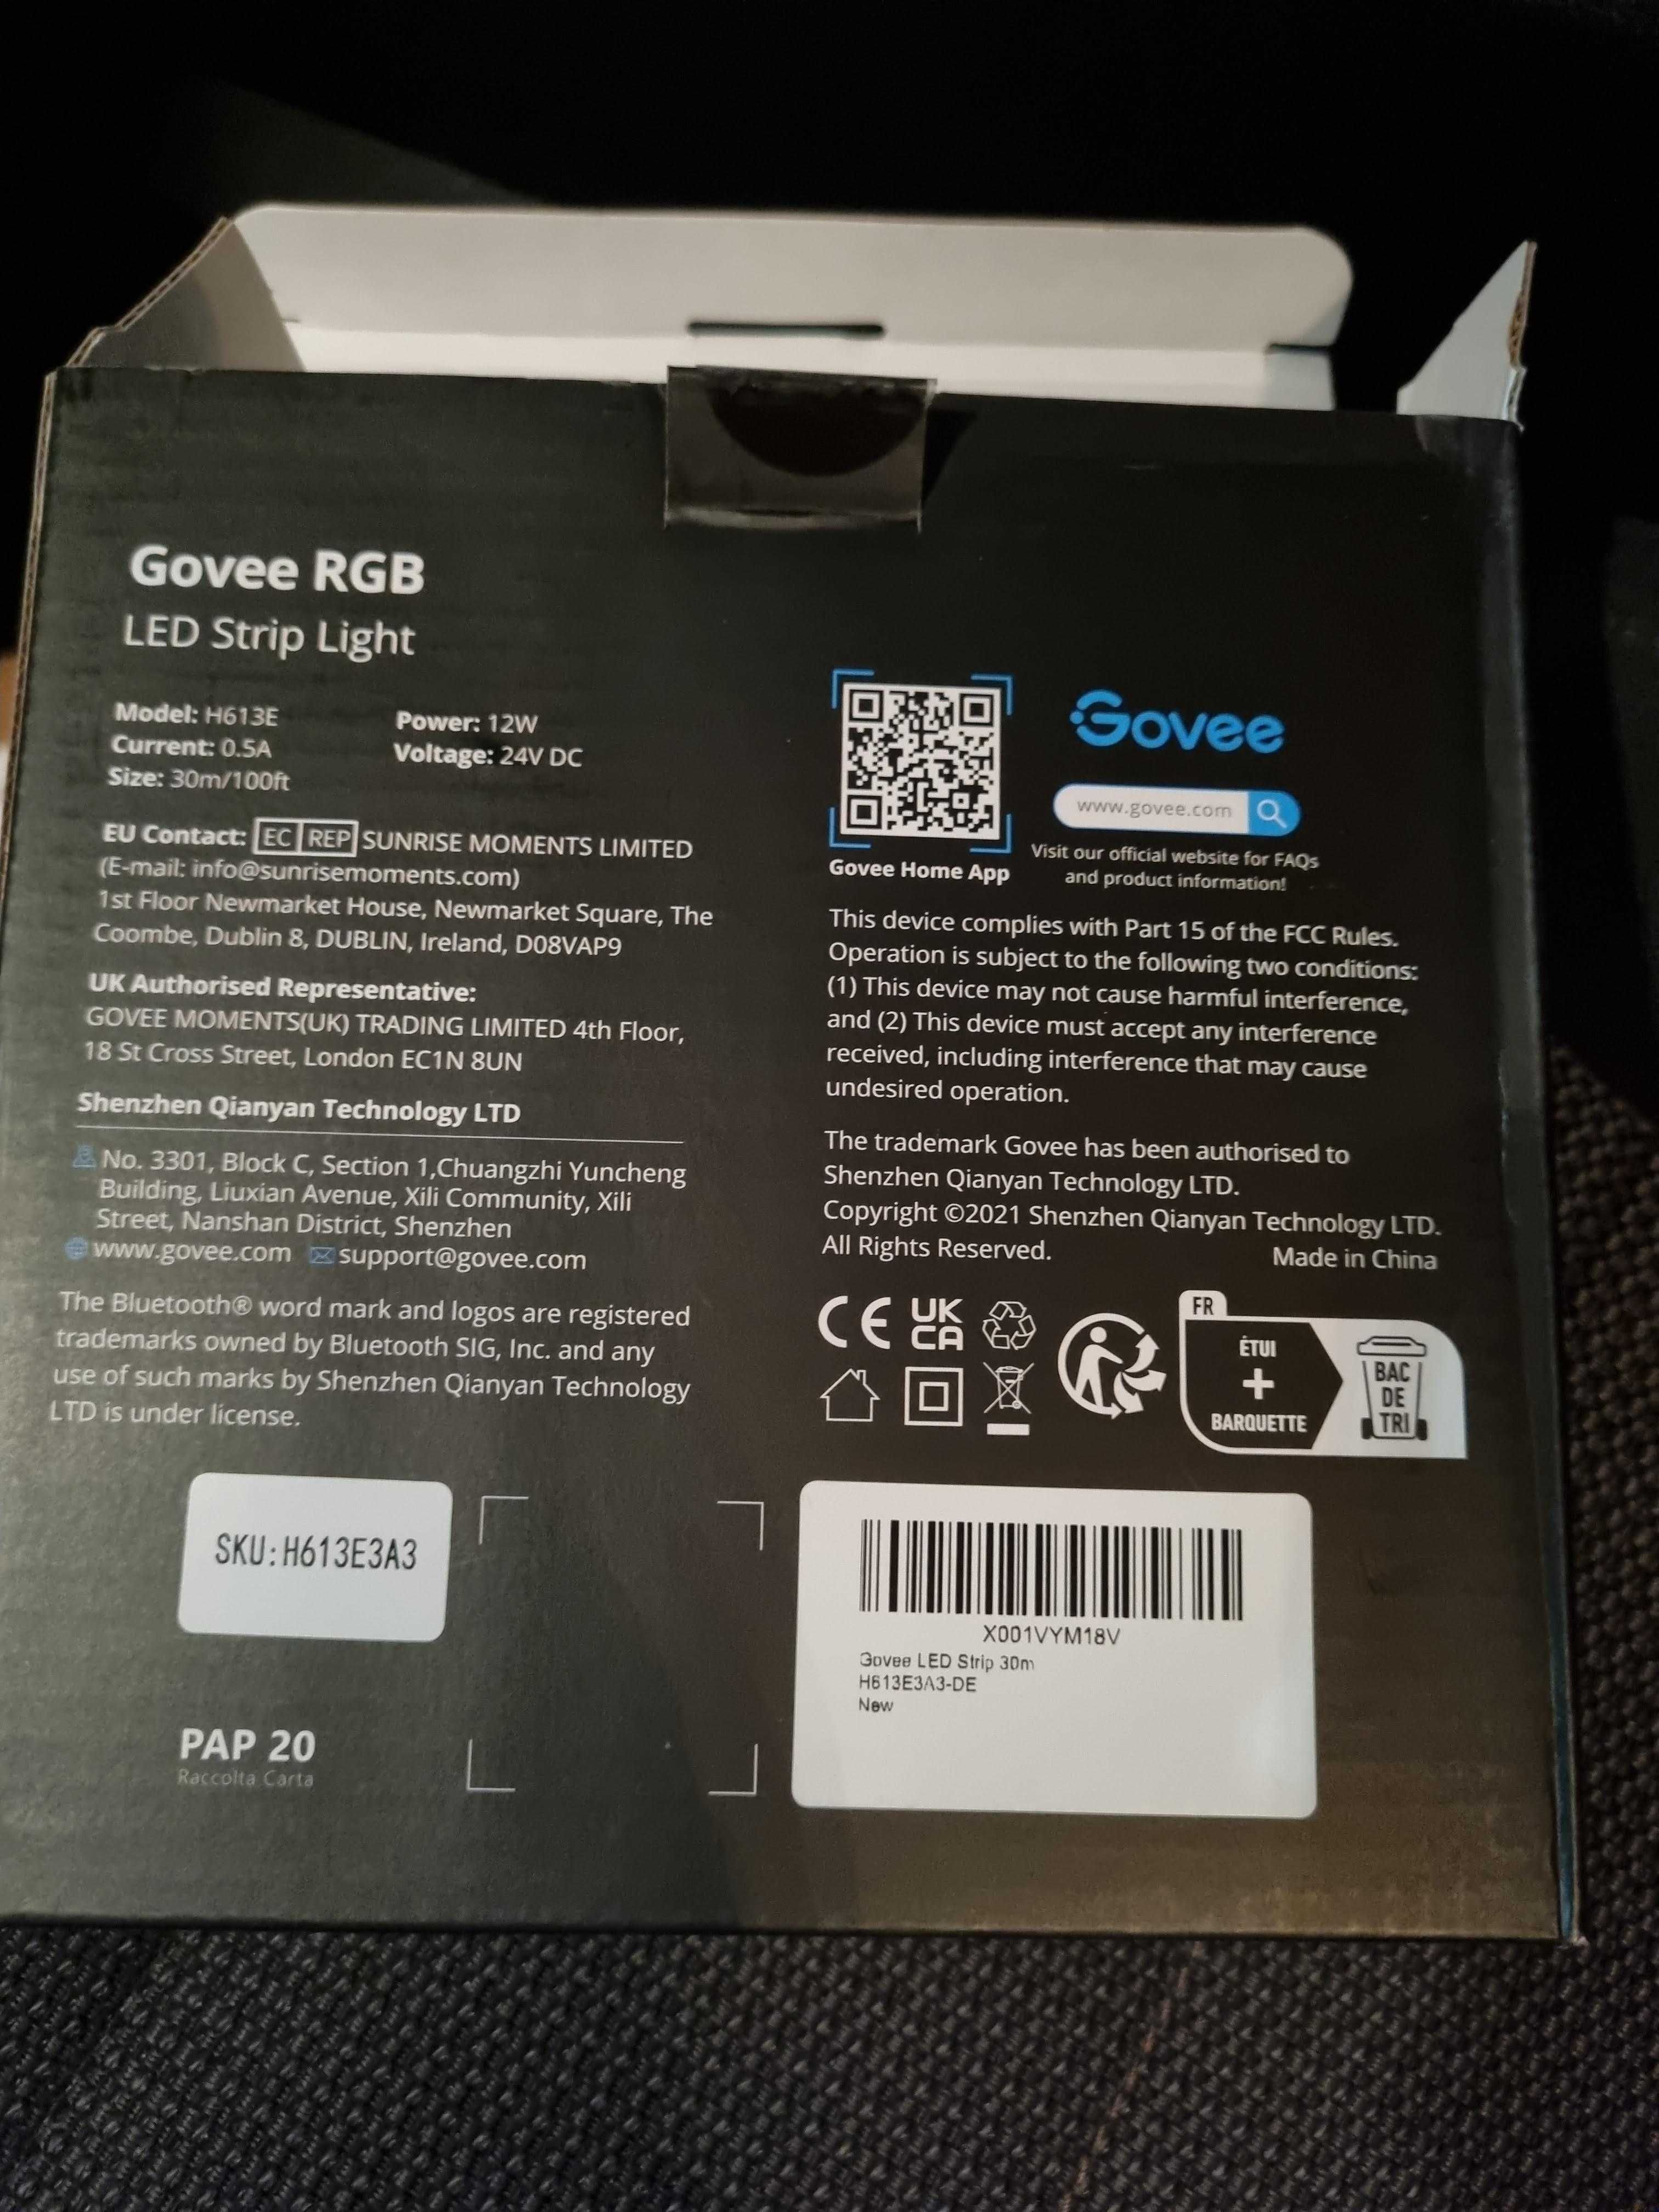 Govee RGB
LED Strip Light
Model: H613E
Power: 12W
Current: 0.5A
Voltage: 24V DC
Size: 30m/100ft
EU Contact: EC REP SUNRISE MOMENTS LIMITED
(E-mail: info@sunrisemoments.com)
1st Floor Newmarket House, Newmarket Square, The
Coombe, Dublin 8, DUBLIN, Ireland, D08VAP9
UK Authorised Representative:
GOVEE MOMENTS(UK) TRADING LIMITED 4th Floor,
18 St Cross Street, London EC1N 8UN
Shenzhen Qianyan Technology LTD
No. 3301, Block C, Section 1,Chuangzhi Yuncheng
Building, Liuxian Avenue, Xili Community, Xili
Street, Nanshan District, Shenzhen
www.govee.com support@govee.com
The Bluetooth® word mark and logos are registered
trademarks owned by Bluetooth SIG, Inc. and any
use of such marks by Shenzhen Qianyan Technology
LTD is under license.
SKU:H613E3A3
PAP 20
Raccolta Carta
Govee Home App
Govee
www.govee.com
Visit our official website for FAQs
and product information!
This device complies with Part 15 of the FCC Rules.
Operation is subject to the following two conditions:
(1) This device may not cause harmful interference,
and (2) This device must accept any interference
received, including interference that may cause
undesired operation.
The trademark Govee has been authorised to
Shenzhen Qianyan Technology LTD.
Copyright ©2021 Shenzhen Qianyan Technology LTD.
All Rights Reserved.
Made in China
CE
UK
CA
FR
ÉTUI
+
BARQUETTE
BAC
DE
TRI
X001VYM18V
Govee LED Strip 30m
H613E3A3-DE
New